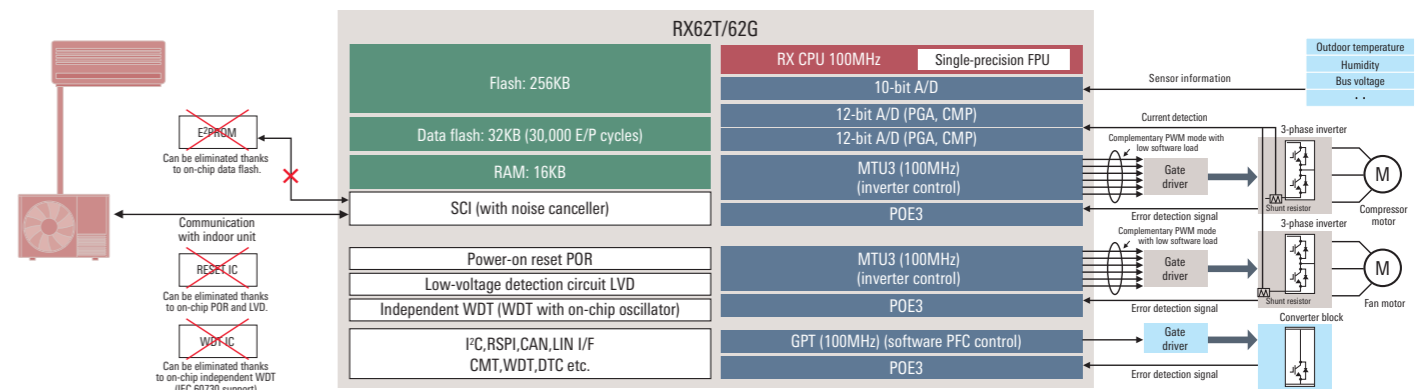 RX62T/62G
E²PROM
Can be eliminated thanks
to on-chip data flash.
Communication
with indoor unit
RESET IC
Can be eliminated thanks
to on-chip POR and LVD.
WDT IC
Can be eliminated thanks
to on-chip independent WDT
(IEC 60730 support)
Flash: 256KB
Data flash: 32KB (30,000 E/P cycles)
RAM: 16KB
SCI (with noise canceller)
Power-on reset POR
Low-voltage detection circuit LVD
Independent WDT (WDT with on-chip oscillator)
I²C,RSPI,CAN,LIN I/F
CMT,WDT,DTC etc.
RX CPU 100MHz
Single-precision FPU
10-bit A/D
12-bit A/D (PGA, CMP)
12-bit A/D (PGA, CMP)
MTU3 (100MHz)
(inverter control)
POE3
MTU3 (100MHz)
(inverter control)
POE3
GPT (100MHz) (software PFC control)
POE3
Sensor information
Outdoor temperature
Humidity
Bus voltage
. .
Current detection
Complementary PWM mode with
low software load
Gate
driver
3-phase inverter
Shunt resistor
M
Compressor
motor
Error detection signal
Complementary PWM mode
with low software load
Gate
driver
3-phase inverter
Shunt resistor
M
Fan motor
Error detection signal
Gate
driver
Converter block
Error detection signal